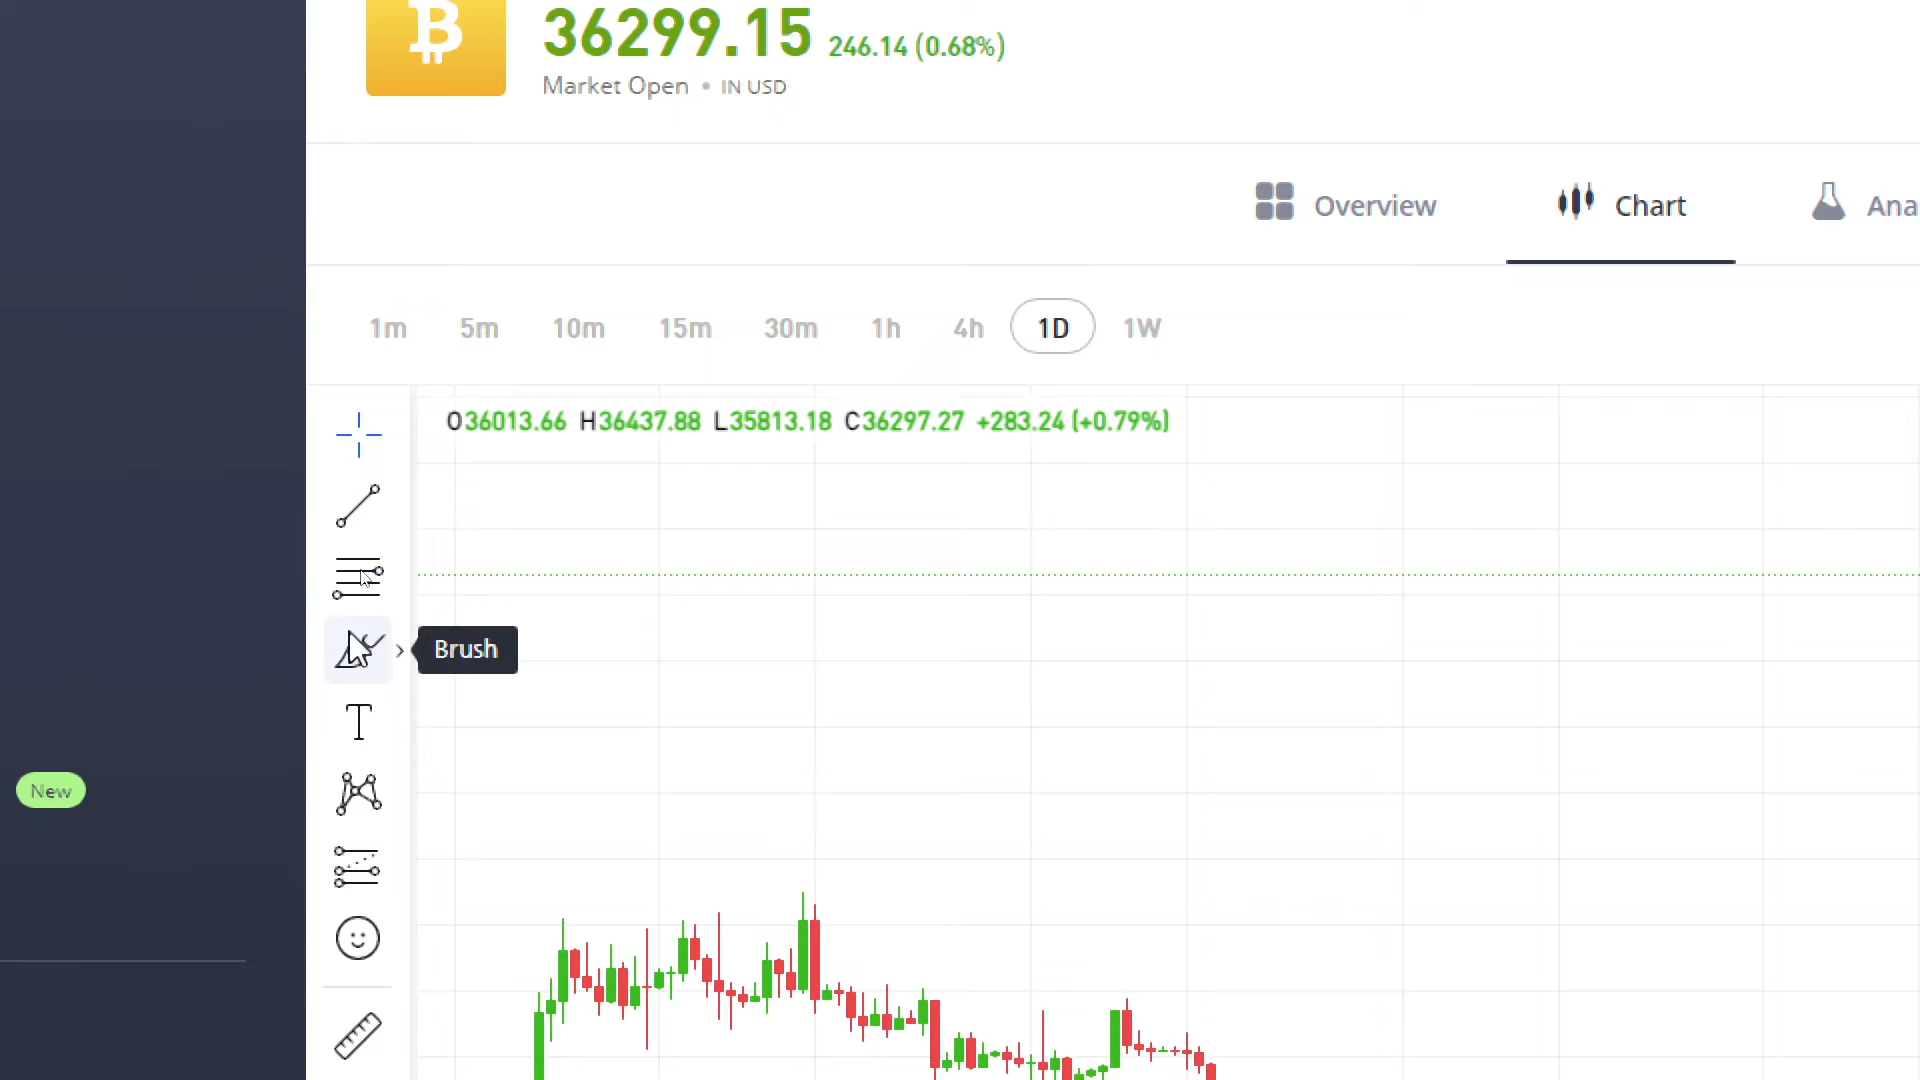 36299.15 246.14 (0.68%)
Market Open • IN USD
Overview
Chart
Ana
1m 5m 10m 15m 30m 1h 4h 1D 1W
O36013.66 H36437.88 L35813.18 C36297.27 +283.24 (+0.79%)
Brush
New